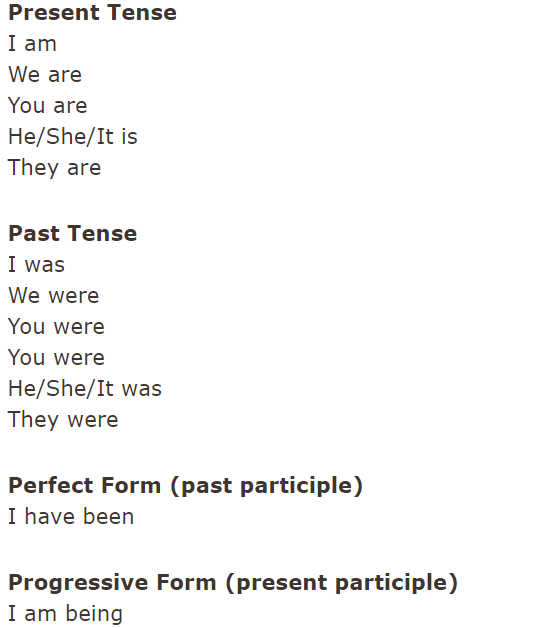 Present Tense
I am
We are
You are
He/She/It is
They are
Past Tense
I was
We were
You were
You were
He/She/It was
They were
Perfect Form (past participle)
I have been
Progressive Form (present participle)
I am being